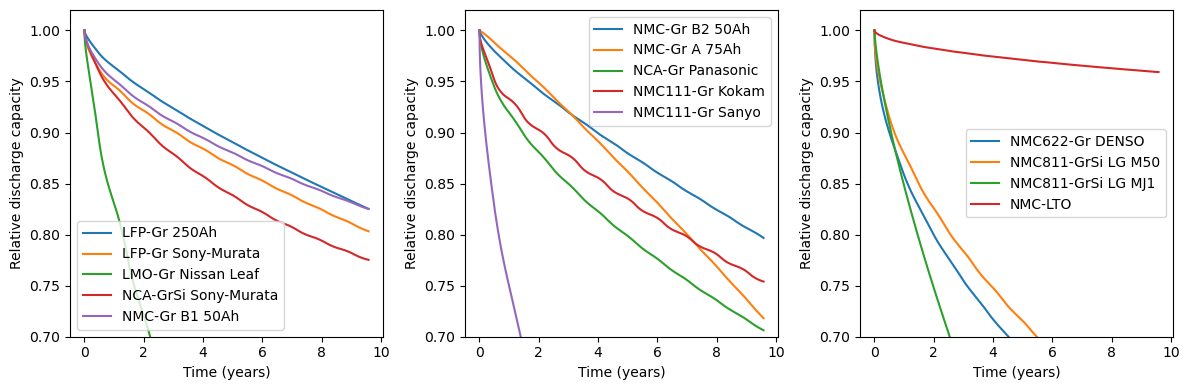 Relative discharge capacity
1.00
0.95
0.90
0.85
0.80
0.75
0.70
LFP-Gr 250Ah
LFP-Gr Sony-Murata
LMO-Gr Nissan Leaf
NCA-GrSi Sony-Murata
NMC-Gr B1 50Ah
0 2 4 6 8 10
Time (years)
Relative discharge capacity
1.00
0.95
0.90
0.85
0.80
0.75
0.70
NMC-Gr B2 50Ah
NMC-Gr A 75Ah
NCA-Gr Panasonic
NMC111-Gr Kokam
NMC111-Gr Sanyo
0 2 4 6 8 10
Time (years)
Relative discharge capacity
1.00
0.95
0.90
0.85
0.80
0.75
0.70
NMC622-Gr DENSO
NMC811-GrSi LG M50
NMC811-GrSi LG MJ1
NMC-LTO
0 2 4 6 8 10
Time (years)